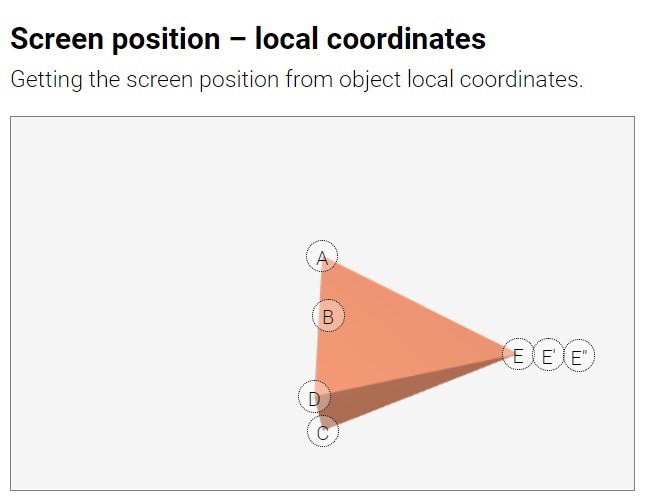 Screen position – local coordinates
Getting the screen position from object local coordinates.
A
B
E E' E"
D
C